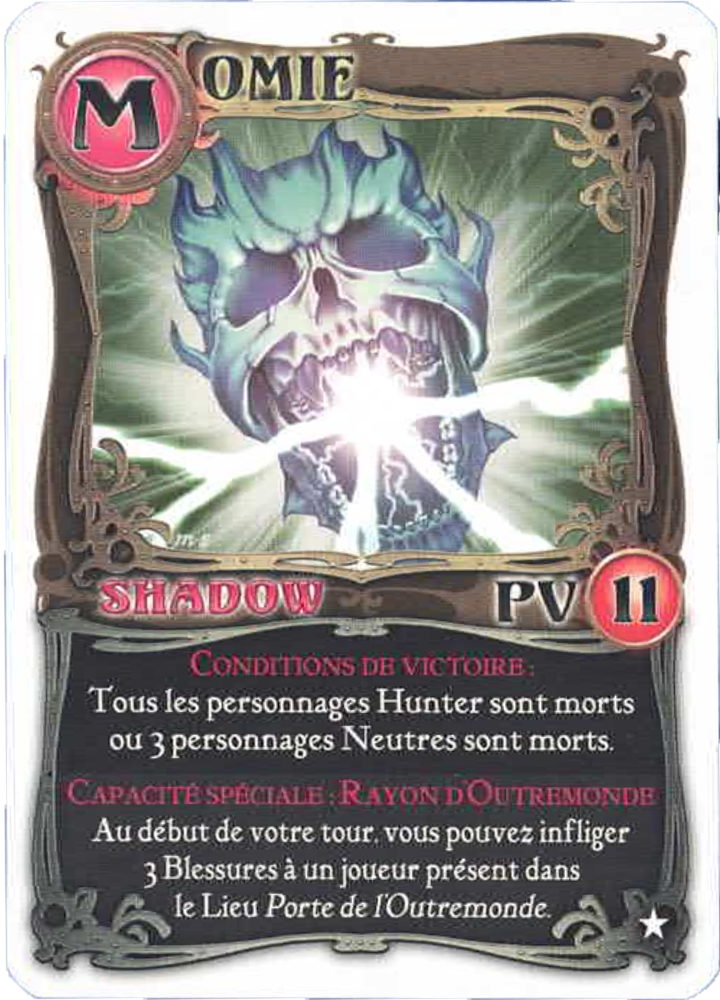 MOMIE
m·s
SHADOW
PV 11
CONDITIONS DE VICTOIRE :
Tous les personnages Hunter sont morts
ou 3 personnages Neutres sont morts.
CAPACITÉ SPÉCIALE : RAYON D'OUTREMONDE
Au début de votre tour, vous pouvez infliger
3 Blessures à un joueur présent dans
le Lieu Porte de l'Outremonde.